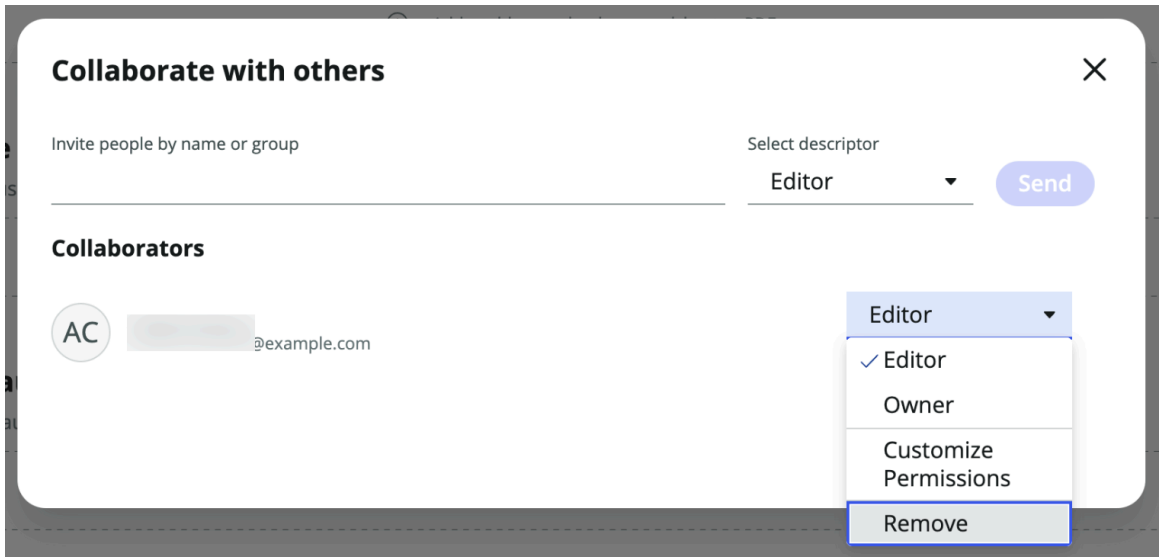 Collaborate with others
Invite people by name or group
Select descriptor
Editor
Send
Collaborators
AC
@example.com
Editor
Editor
Owner
Customize
Permissions
Remove